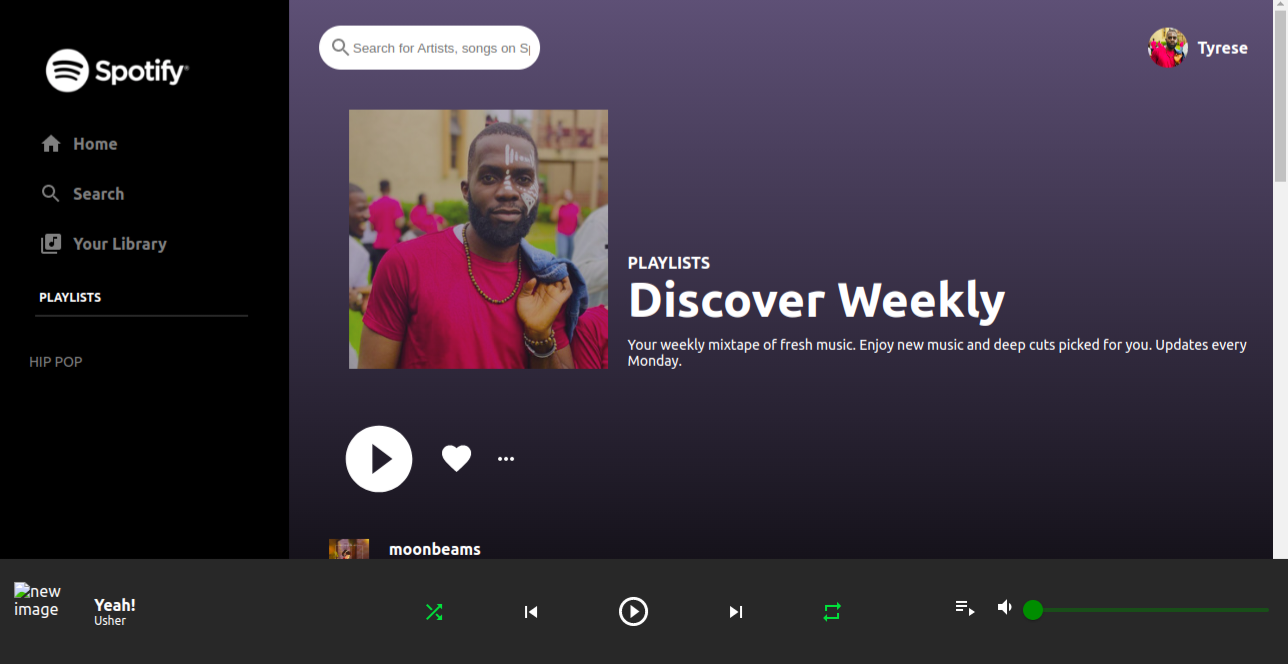 Spotify
Search for Artists, songs on Sp
Tyrese
Home
Search
Your Library
PLAYLISTS
HIP POP
PLAYLISTS
Discover Weekly
Your weekly mixtape of fresh music. Enjoy new music and deep cuts picked for you. Updates every
Monday.
moonbeams
new
image
Yeah!
Usher